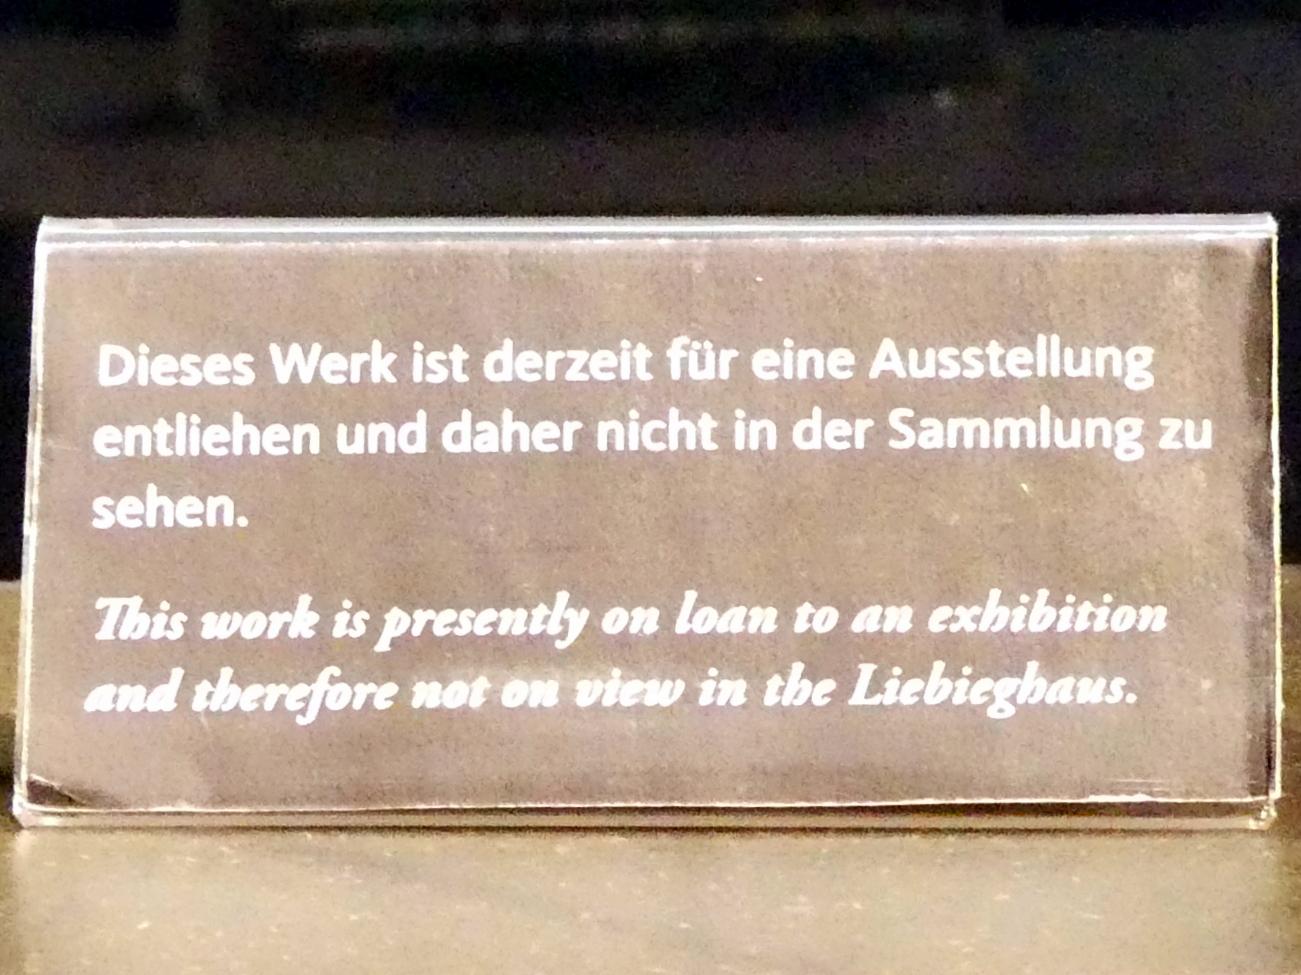 Dieses Werk ist derzeit für eine Ausstellung
entliehen und daher nicht in der Sammlung zu
sehen.
This work is presently on loan to an exhibition
and therefore not on view in the Liebieghaus.